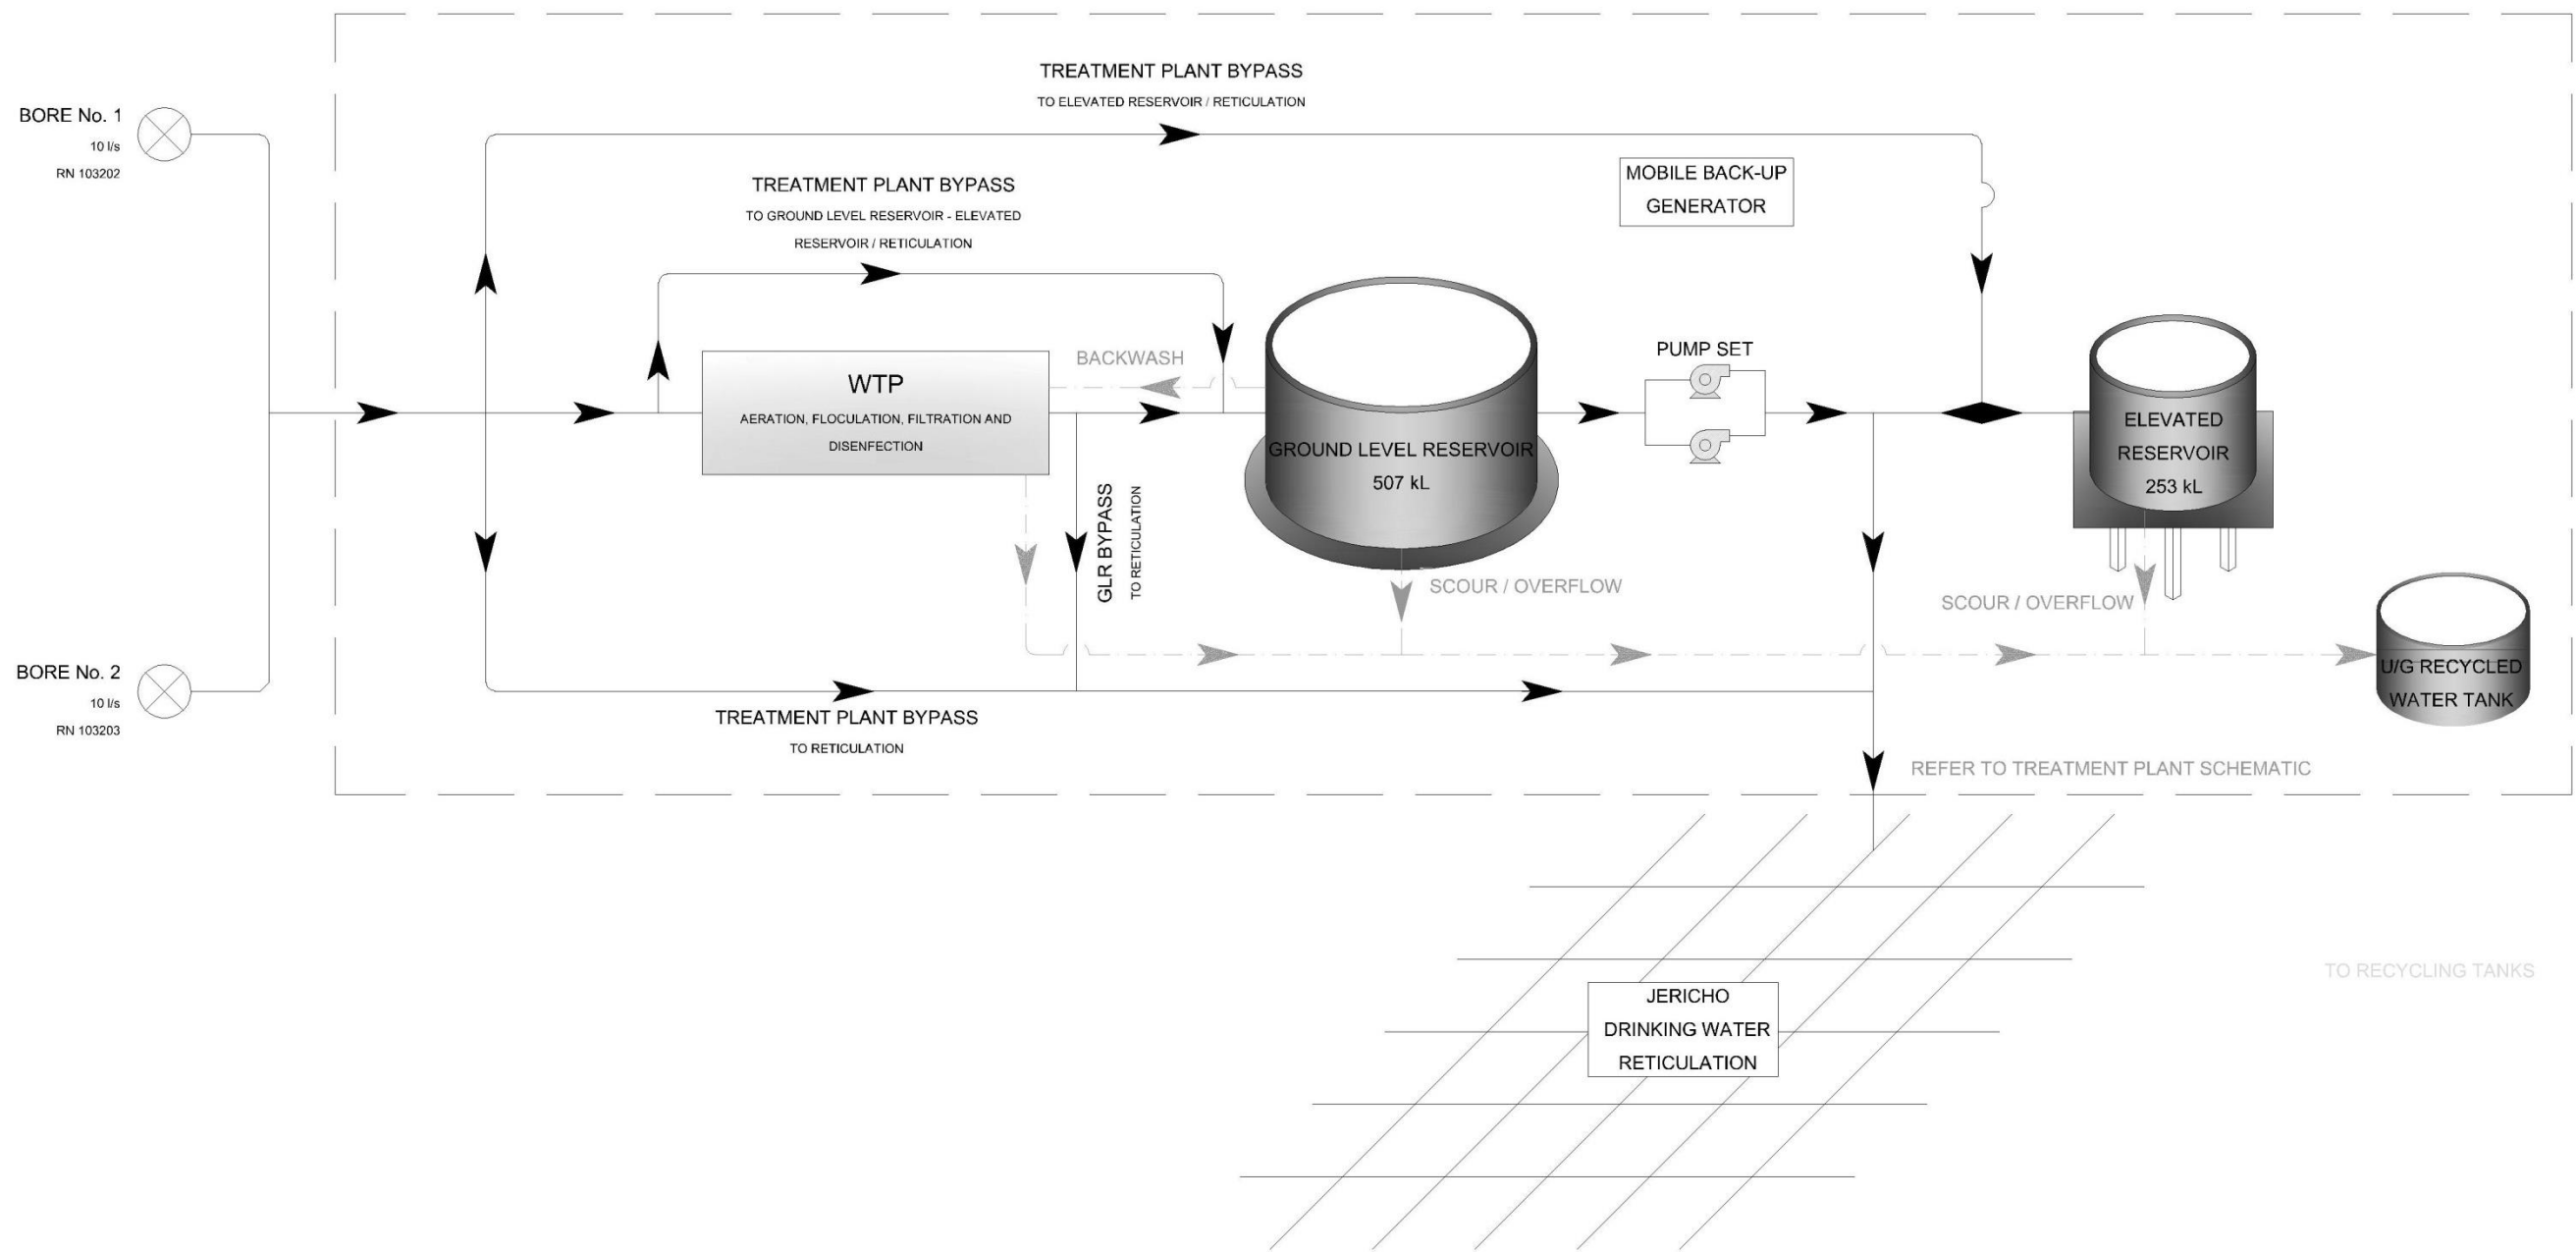 TREATMENT PLANT BYPASS
TO ELEVATED RESERVOIR / RETICULATION
BORE No. 1
10 l/s
RN 103202
TREATMENT PLANT BYPASS
TO GROUND LEVEL RESERVOIR - ELEVATED
RESERVOIR / RETICULATION
MOBILE BACK-UP
GENERATOR
WTP
AERATION, FLOCULATION, FILTRATION AND
DISENFECTION
BACKWASH
GROUND LEVEL RESERVOIR
507 kL
PUMP SET
ELEVATED
RESERVOIR
253 kL
GLR BYPASS
TO RETICULATION
SCOUR / OVERFLOW
SCOUR / OVERFLOW
U/G RECYCLED
WATER TANK
BORE No. 2
10 l/s
RN 103203
TREATMENT PLANT BYPASS
TO RETICULATION
REFER TO TREATMENT PLANT SCHEMATIC
TO RECYCLING TANKS
JERICHO
DRINKING WATER
RETICULATION